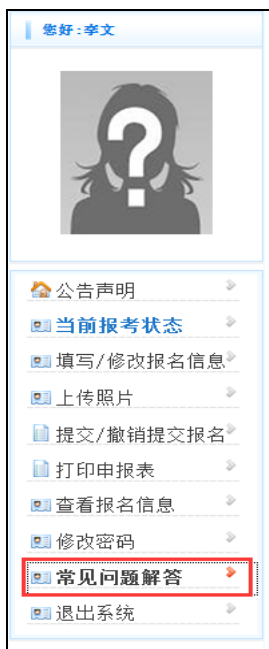 您好:李文
公告声明
当前报考状态
填写/修改报名信息
上传照片
提交/撤销提交报名
打印申报表
查看报名信息
修改密码
常见问题解答
退出系统